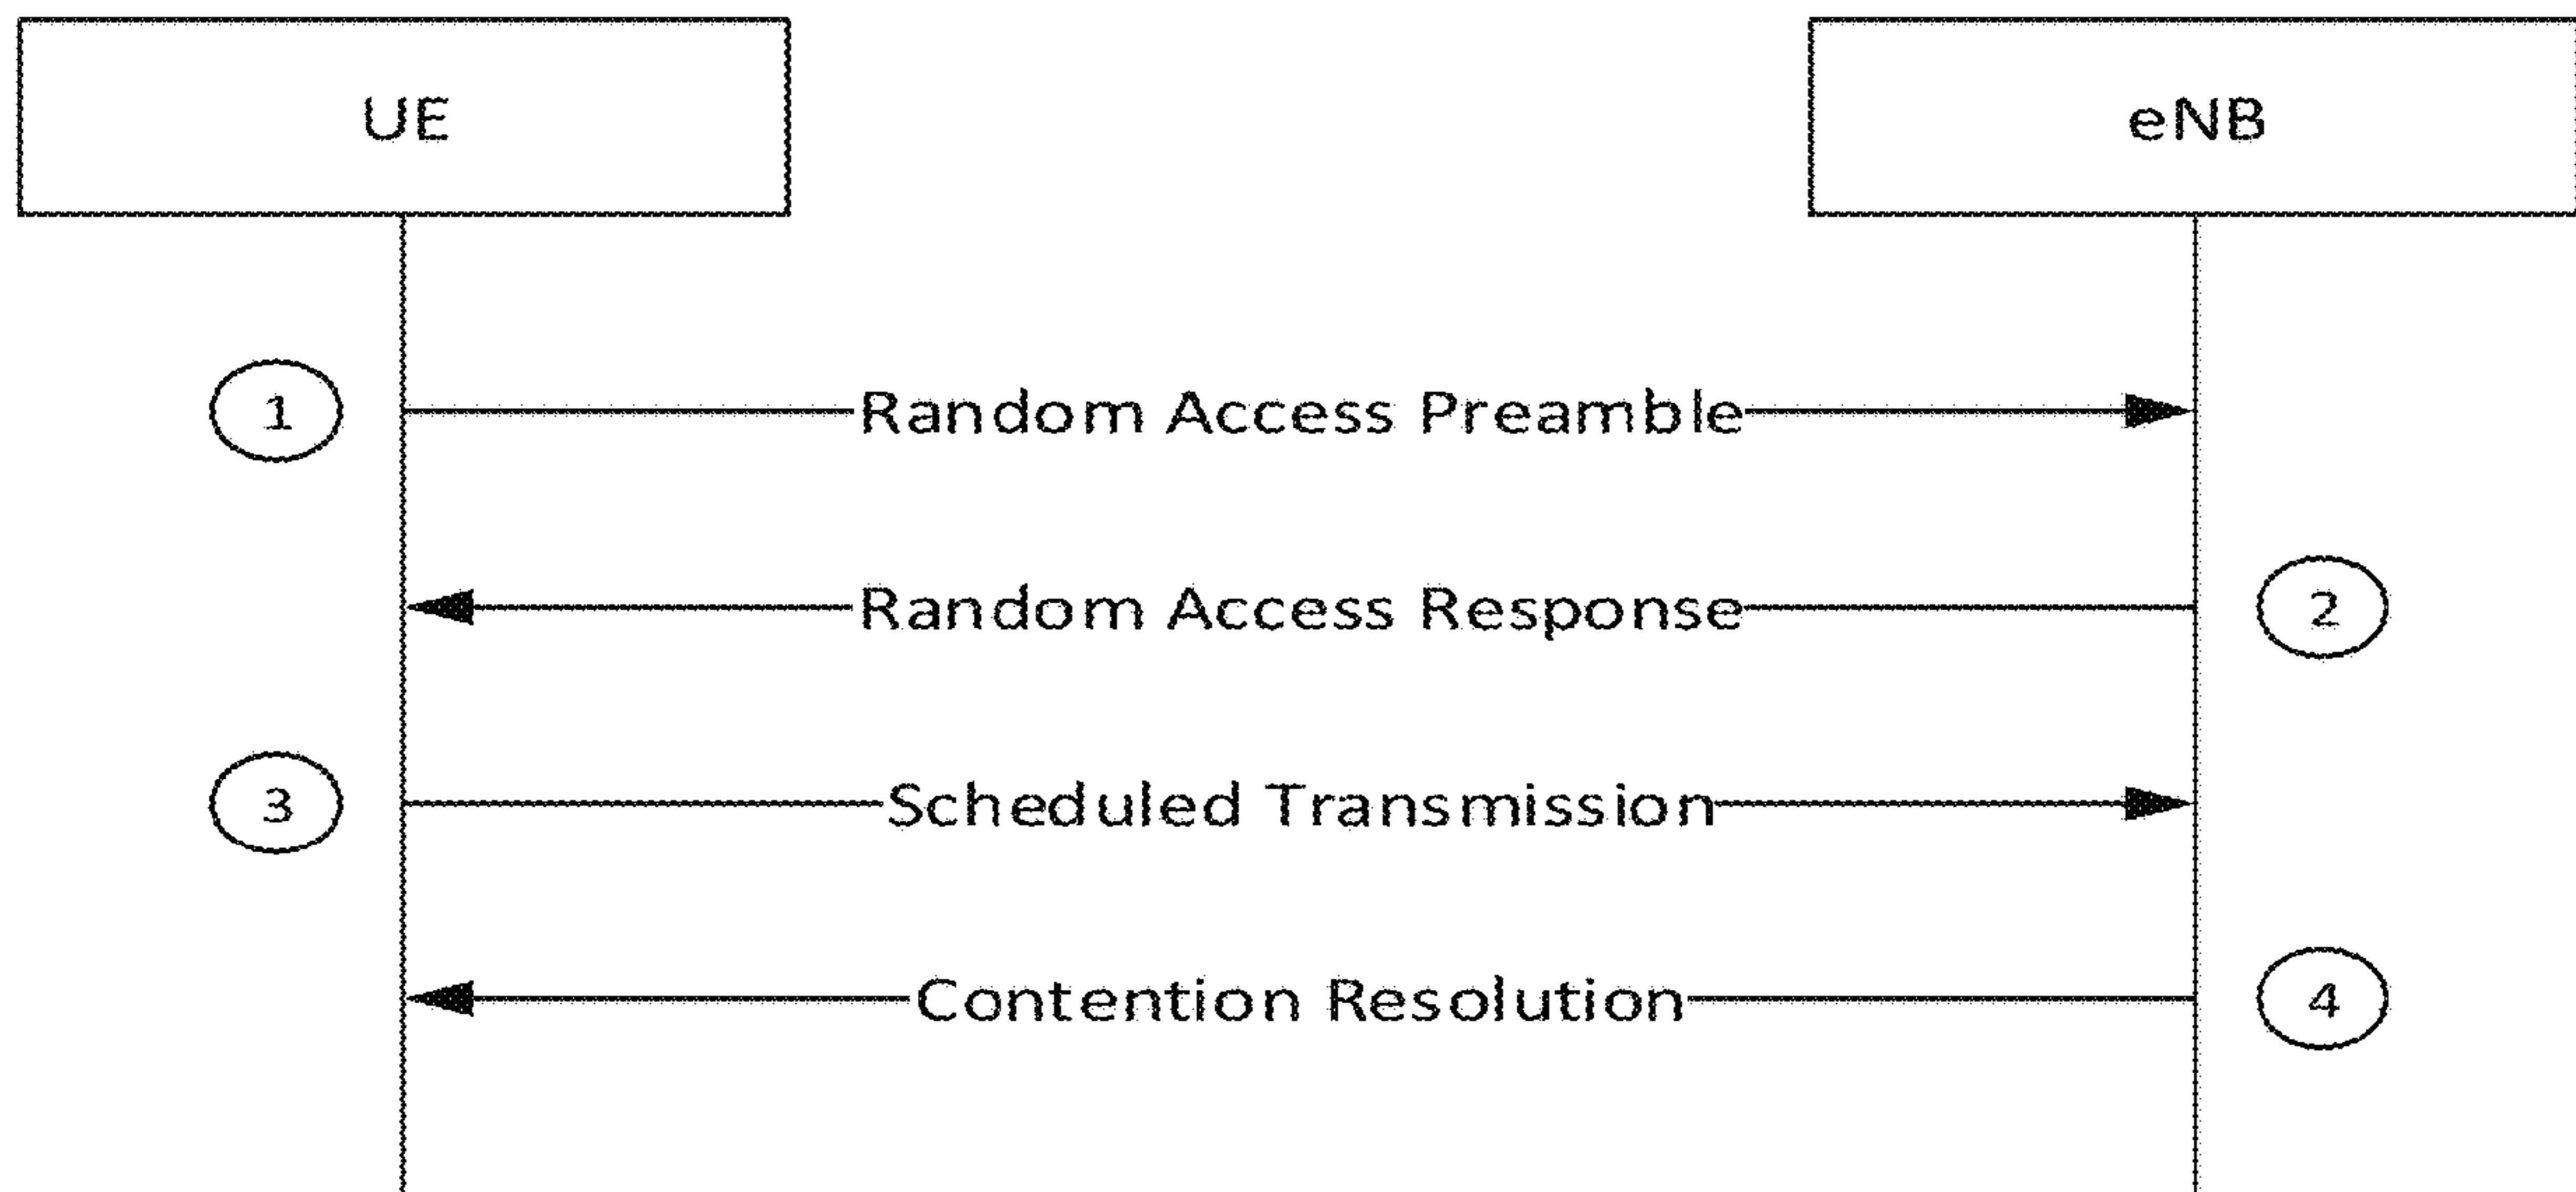 UE
eNB
1
Random Access Preamble
Random Access Response
2
3
Scheduled Transmission
Contention Resolution
4